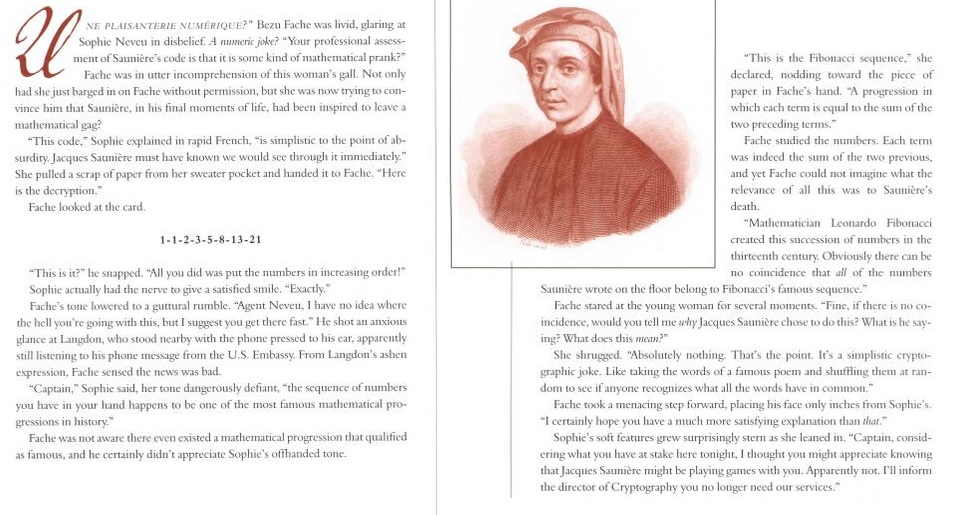 UNE PLAISANTERIE NUMÉRIQUE?” Bezu Fache was livid, glaring at
Sophie Neveu in disbelief. A numeric joke? “Your professional assess-
ment of Saunière’s code is that it is some kind of mathematical prank?”
Fache was in utter incomprehension of this woman’s gall. Not only
had she just barged in on Fache without permission, but she was now trying to con-
vince him that Saunière, in his final moments of life, had been inspired to leave a
mathematical gag?
“This code,” Sophie explained in rapid French, “is simplistic to the point of ab-
surdity. Jacques Saunière must have known we would see through it immediately.”
She pulled a scrap of paper from her sweater pocket and handed it to Fache. “Here
is the decryption.”
Fache looked at the card.
1-1-2-3-5-8-13-21
“This is it?” he snapped. “All you did was put the numbers in increasing order!”
Sophie actually had the nerve to give a satisfied smile. “Exactly.”
Fache’s tone lowered to a guttural rumble. “Agent Neveu, I have no idea where
the hell you’re going with this, but I suggest you get there fast.” He shot an anxious
glance at Langdon, who stood nearby with the phone pressed to his ear, apparently
still listening to his phone message from the U.S. Embassy. From Langdon’s ashen
expression, Fache sensed the news was bad.
“Captain,” Sophie said, her tone dangerously defiant, “the sequence of numbers
you have in your hand happens to be one of the most famous mathematical pro-
gressions in history.”
Fache was not aware there even existed a mathematical progression that qualified
as famous, and he certainly didn’t appreciate Sophie’s offhanded tone.
“This is the Fibonacci sequence,” she
declared, nodding toward the piece of
paper in Fache’s hand. “A progression in
which each term is equal to the sum of the
two preceding terms.”
Fache studied the numbers. Each term
was indeed the sum of the two previous,
and yet Fache could not imagine what the
relevance of all this was to Saunière’s
death.
“Mathematician Leonardo Fibonacci
created this succession of numbers in the
thirteenth century. Obviously there can be
no coincidence that all of the numbers
Saunière wrote on the floor belong to Fibonacci’s famous sequence.”
Fache stared at the young woman for several moments. “Fine, if there is no co-
incidence, would you tell me why Jacques Saunière chose to do this? What is he say-
ing? What does this mean?”
She shrugged. “Absolutely nothing. That’s the point. It’s a simplistic crypto-
graphic joke. Like taking the words of a famous poem and shuffling them at ran-
dom to see if anyone recognizes what all the words have in common.”
Fache took a menacing step forward, placing his face only inches from Sophie’s.
“I certainly hope you have a much more satisfying explanation than that.”
Sophie’s soft features grew surprisingly stern as she leaned in. “Captain, consid-
ering what you have at stake here tonight, I thought you might appreciate knowing
that Jacques Saunière might be playing games with you. Apparently not. I’ll inform
the director of Cryptography you no longer need our services.”